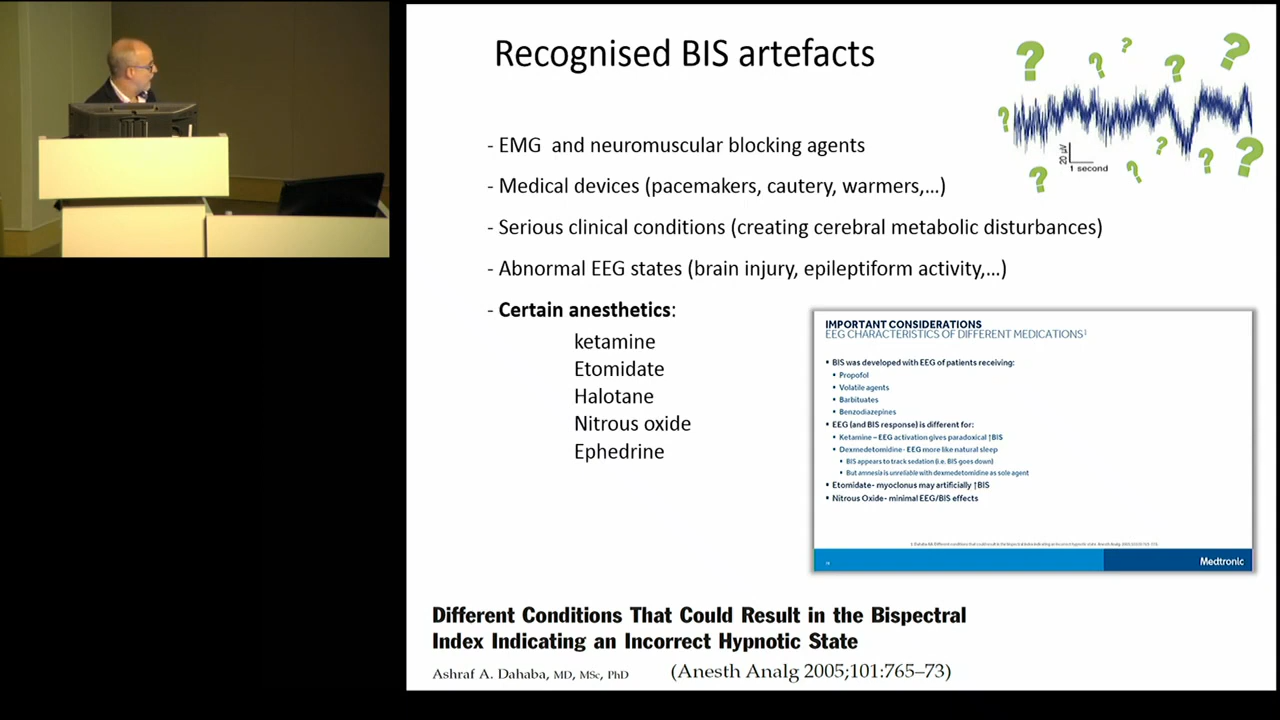 Recognised BIS artefacts
? ? ? ? ? ? ? ? ? ? ?
20 µV
1 second
- EMG and neuromuscular blocking agents
- Medical devices (pacemakers, cautery, warmers,...)
- Serious clinical conditions (creating cerebral metabolic disturbances)
- Abnormal EEG states (brain injury, epileptiform activity,...)
- Certain anesthetics:
ketamine
Etomidate
Halotane
Nitrous oxide
Ephedrine
IMPORTANT CONSIDERATIONS
EEG CHARACTERISTICS OF DIFFERENT MEDICATIONS¹
• BIS was developed with EEG of patients receiving:
• Propofol
• Volatile agents
• Barbituates
• Benzodiazepines
• EEG (and BIS response) is different for:
• Ketamine – EEG activation gives paradoxical ↑BIS
• Dexmedetomidine- EEG more like natural sleep
• BIS appears to track sedation (i.e. BIS goes down)
• But amnesia is unreliable with dexmedetomidine as sole agent
• Etomidate- myoclonus may artificially ↑BIS
• Nitrous Oxide- minimal EEG/BIS effects
Medtronic
Different Conditions That Could Result in the Bispectral
Index Indicating an Incorrect Hypnotic State
Ashraf A. Dahaba, MD, MSc, PhD
(Anesth Analg 2005;101:765–73)